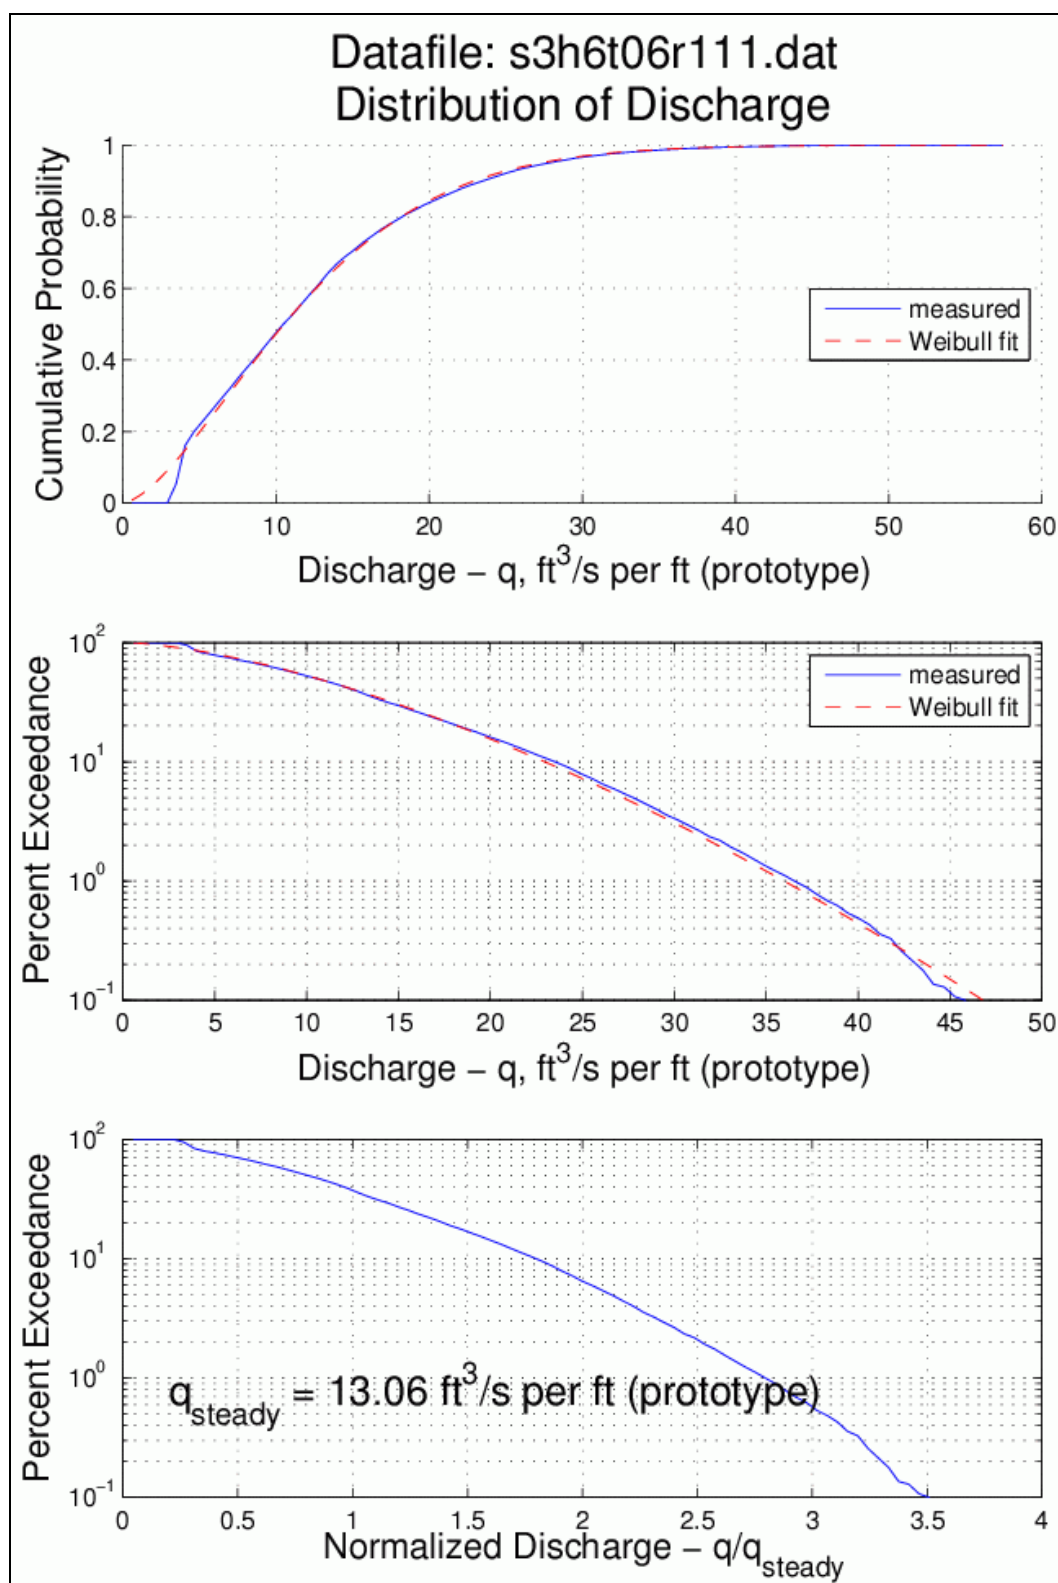 Datafile: s3h6t06r111.dat
Distribution of Discharge
Cumulative Probability
1
0.8
0.6
0.4
0.2
0
measured
Weibull fit
0 10 20 30 40 50 60
Discharge – q, ft³/s per ft (prototype)
Percent Exceedance
10²
10¹
10⁰
10⁻¹
measured
Weibull fit
0 5 10 15 20 25 30 35 40 45 50
Discharge – q, ft³/s per ft (prototype)
Percent Exceedance
10²
10¹
10⁰
10⁻¹
q_steady = 13.06 ft³/s per ft (prototype)
0 0.5 1 1.5 2 2.5 3 3.5 4
Normalized Discharge – q/q_steady